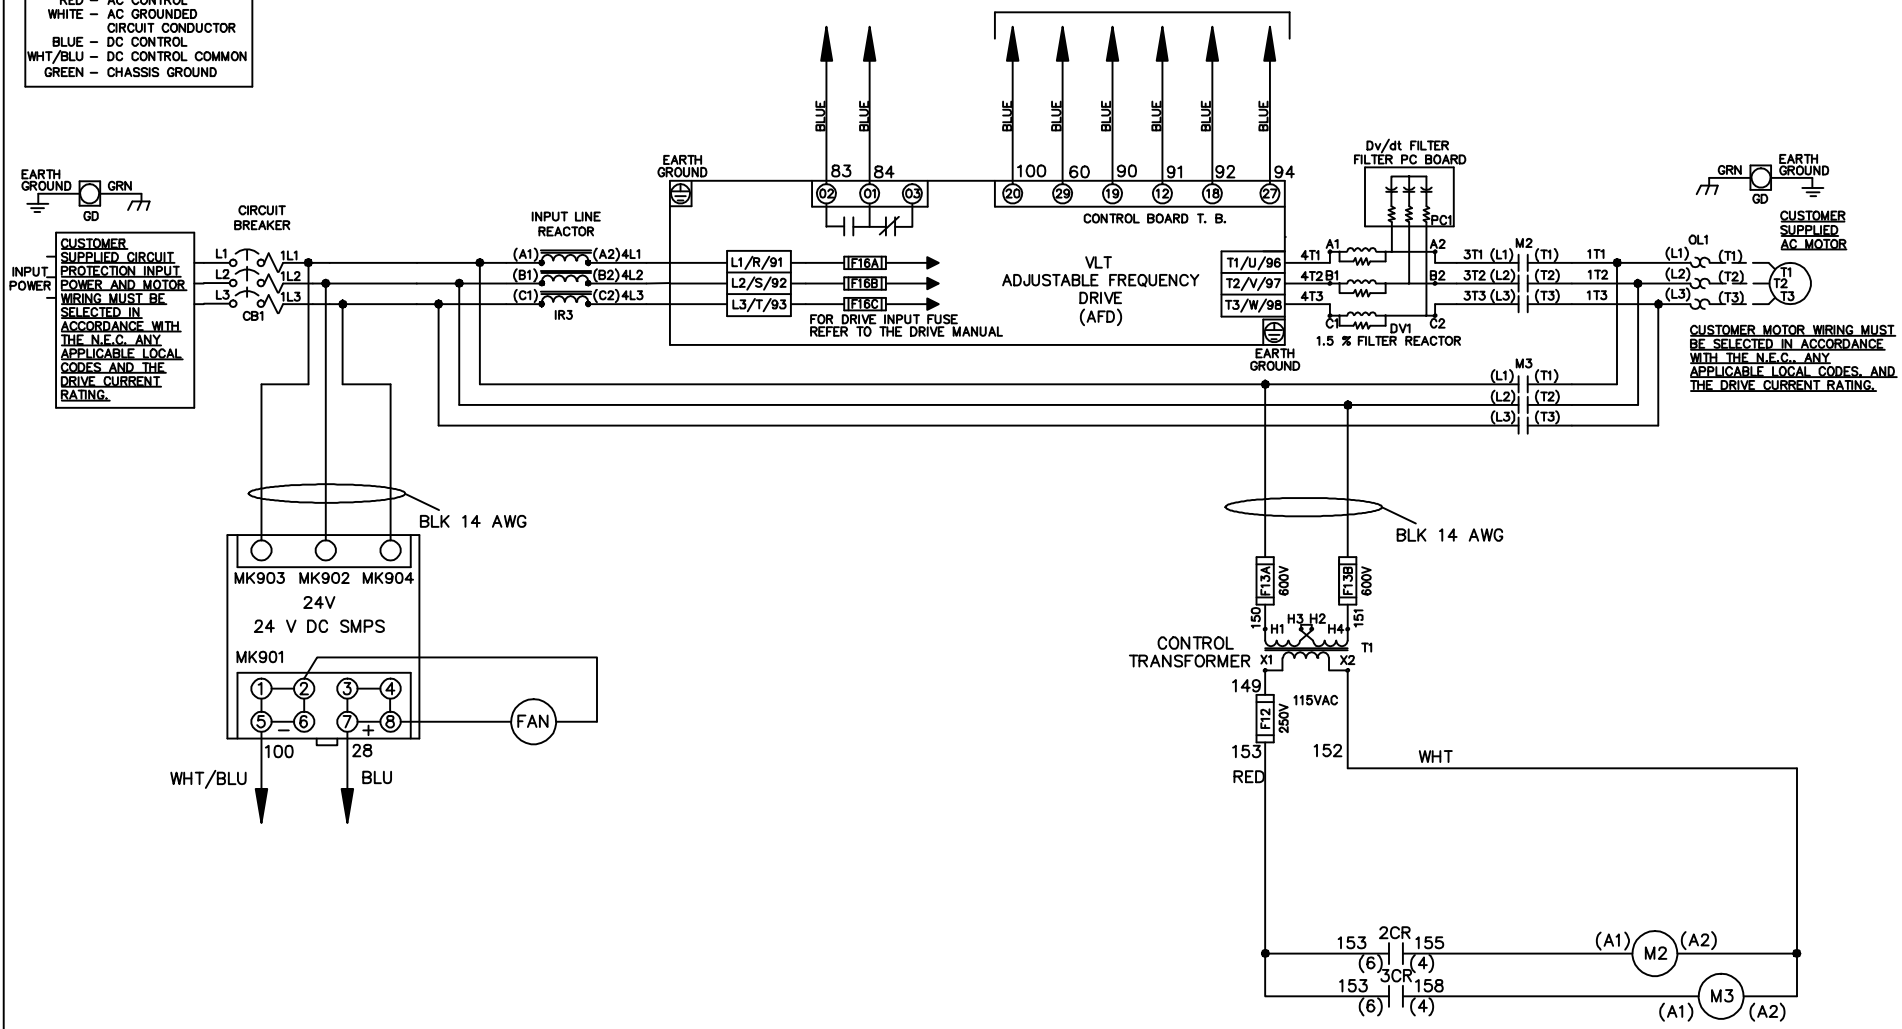 RED – AC CONTROL
WHITE – AC GROUNDED
CIRCUIT CONDUCTOR
BLUE – DC CONTROL
WHT/BLU – DC CONTROL COMMON
GREEN – CHASSIS GROUND
EARTH
GROUND
GRN
GD
INPUT
POWER
CUSTOMER
SUPPLIED CIRCUIT
PROTECTION INPUT
POWER AND MOTOR
WIRING MUST BE
SELECTED IN
ACCORDANCE WITH
THE N.E.C. ANY
APPLICABLE LOCAL
CODES AND THE
DRIVE CURRENT
RATING.
CIRCUIT
BREAKER
L1 1L1
L2 1L2
L3 1L3
CB1
INPUT LINE
REACTOR
(A1) (A2) 4L1
(B1) (B2) 4L2
(C1) (C2) 4L3
IR3
EARTH
GROUND
BLUE BLUE
83 84
02 01 03
BLUE BLUE BLUE BLUE BLUE BLUE
100 60 90 91 92 94
20 29 19 12 18 27
CONTROL BOARD T. B.
L1/R/91 F16A
L2/S/92 F16B
L3/T/93 F16C
FOR DRIVE INPUT FUSE
REFER TO THE DRIVE MANUAL
VLT
ADJUSTABLE FREQUENCY
DRIVE
(AFD)
T1/U/96
T2/V/97
T3/W/98
EARTH
GROUND
Dv/dt FILTER
FILTER PC BOARD
PC1
4T1 A1 A2
4T2 B1 B2
4T3 C1 C2
DV1
1.5 % FILTER REACTOR
M2
3T1 (L1) (T1) 1T1
3T2 (L2) (T2) 1T2
3T3 (L3) (T3) 1T3
M3
(L1) (T1)
(L2) (T2)
(L3) (T3)
OL1
(L1) (T1)
(L2) (T2)
(L3) (T3)
GRN
GD
EARTH
GROUND
CUSTOMER
SUPPLIED
AC MOTOR
T1
T2
T3
CUSTOMER MOTOR WIRING MUST
BE SELECTED IN ACCORDANCE
WITH THE N.E.C., ANY
APPLICABLE LOCAL CODES, AND
THE DRIVE CURRENT RATING.
BLK 14 AWG
MK903 MK902 MK904
24V
24 V DC SMPS
MK901
1 2 3 4
5 – 6 7 + 8
FAN
100 28
WHT/BLU BLU
BLK 14 AWG
F13A 600V F13B 600V
150 151
H1 H3 H2 H4
T1
CONTROL
TRANSFORMER
X1 X2
149
115VAC
F12 250V
153 152
RED
WHT
2CR
153 155
(6) (4)
(A1) M2 (A2)
3CR
153 158
(6) (4)
(A1) M3 (A2)